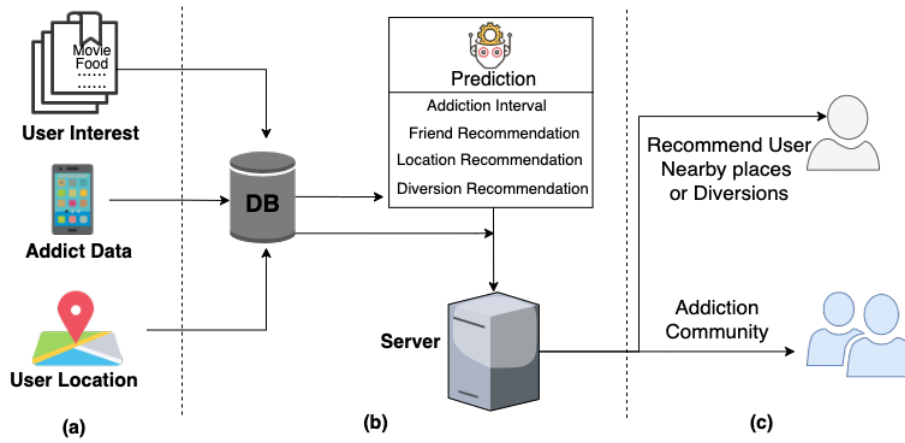 Movie
Food
User Interest
Addict Data
User Location
(a)
DB
Prediction
Addiction Interval
Friend Recommendation
Location Recommendation
Diversion Recommendation
Server
(b)
Recommend User
Nearby places
or Diversions
Addiction
Community
(c)